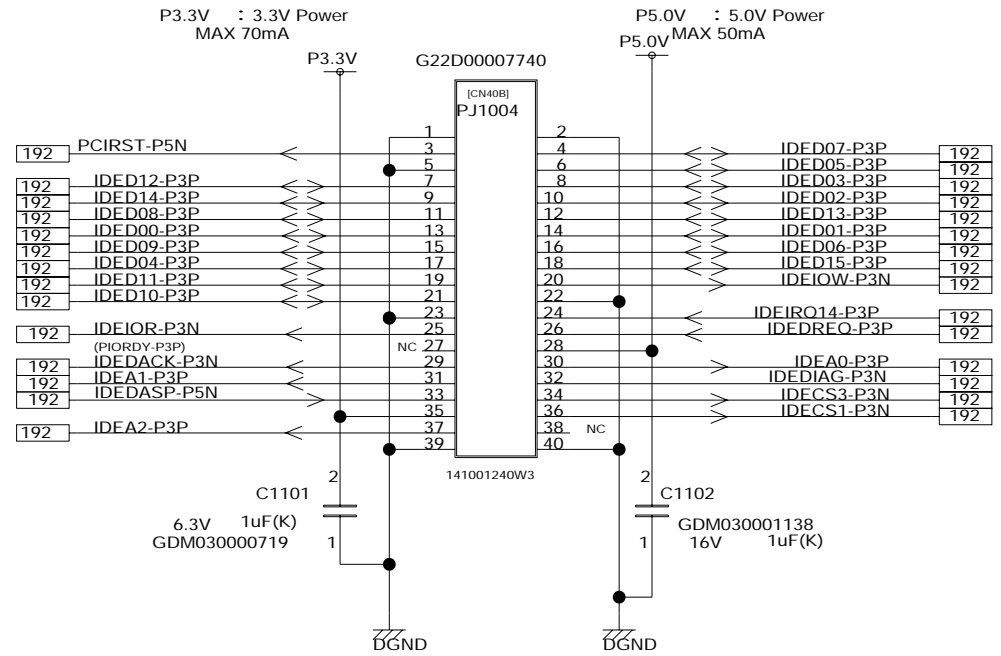 P3.3V : 3.3V Power
MAX 70mA
P5.0V : 5.0V Power
MAX 50mA
P3.3V
P5.0V
G22D00007740
[CN40B]
PJ1004
1 2
192 PCIRST-P5N 3 4 IDED07-P3P 192
5 6 IDED05-P3P 192
192 IDED12-P3P 7 8 IDED03-P3P 192
192 IDED14-P3P 9 10 IDED02-P3P 192
192 IDED08-P3P 11 12 IDED13-P3P 192
192 IDED00-P3P 13 14 IDED01-P3P 192
192 IDED09-P3P 15 16 IDED06-P3P 192
192 IDED04-P3P 17 18 IDED15-P3P 192
192 IDED11-P3P 19 20 IDEIOW-P3N 192
192 IDED10-P3P 21 22
23 24 IDEIRQ14-P3P 192
192 IDEIOR-P3N 25 26 IDEDREQ-P3P 192
(PIORDY-P3P) NC 27 28
192 IDEDACK-P3N 29 30 IDEA0-P3P 192
192 IDEA1-P3P 31 32 IDEDIAG-P3N 192
192 IDEDASP-P5N 33 34 IDECS3-P3N 192
35 36 IDECS1-P3N 192
192 IDEA2-P3P 37 38 NC
39 40
141001240W3
2
C1101
6.3V 1uF(K)
GDM030000719 1
2
C1102
GDM030001138
1 16V 1uF(K)
DGND
DGND